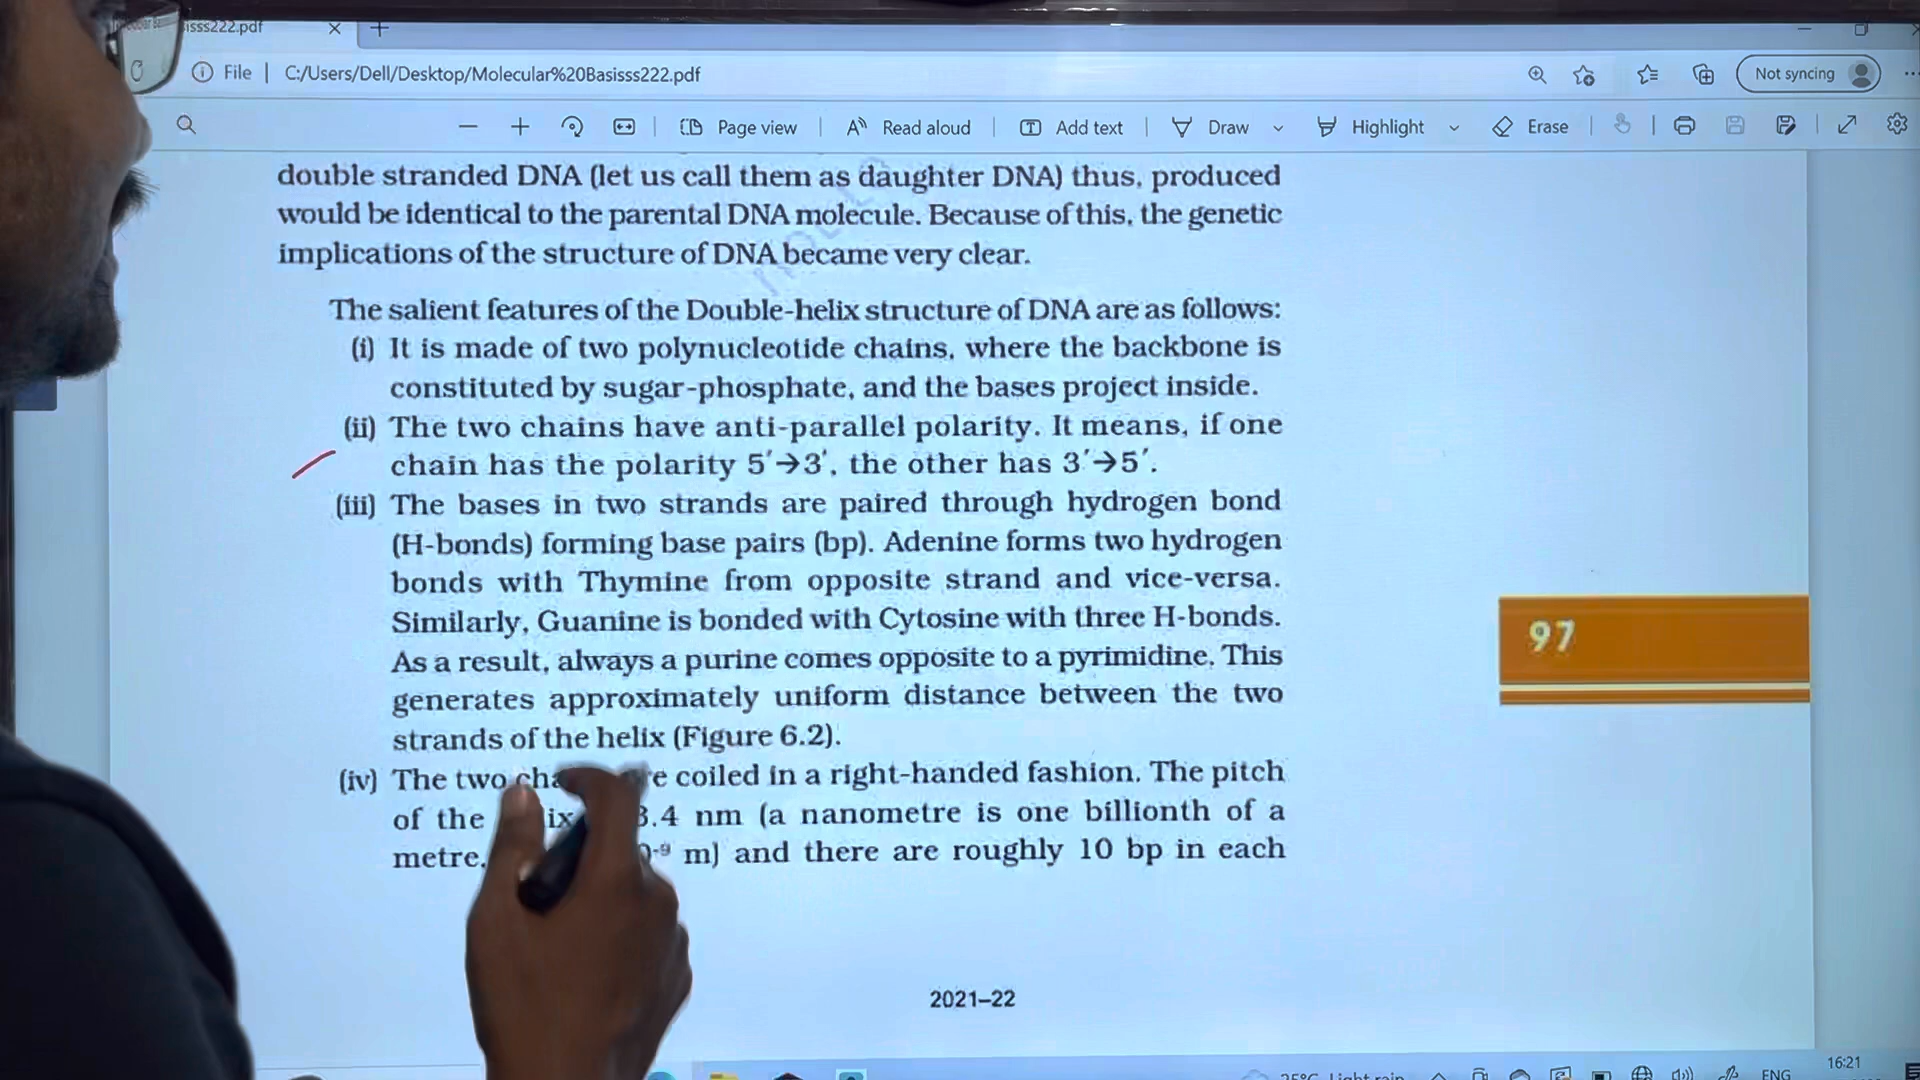 isss222.pdf
File | C:/Users/Dell/Desktop/Molecular%20Basisss222.pdf
Not syncing
Page view
Read aloud
Add text
Draw
Highlight
Erase
double stranded DNA (let us call them as daughter DNA) thus, produced
would be identical to the parental DNA molecule. Because of this, the genetic
implications of the structure of DNA became very clear.
The salient features of the Double-helix structure of DNA are as follows:
(i) It is made of two polynucleotide chains, where the backbone is
constituted by sugar-phosphate, and the bases project inside.
(ii) The two chains have anti-parallel polarity. It means, if one
chain has the polarity 5′→3′, the other has 3′→5′.
(iii) The bases in two strands are paired through hydrogen bond
(H-bonds) forming base pairs (bp). Adenine forms two hydrogen
bonds with Thymine from opposite strand and vice-versa.
Similarly, Guanine is bonded with Cytosine with three H-bonds.
As a result, always a purine comes opposite to a pyrimidine. This
generates approximately uniform distance between the two
strands of the helix (Figure 6.2).
97
(iv) The two cha e coiled in a right-handed fashion. The pitch
of the ix 3.4 nm (a nanometre is one billionth of a
metre, 0⁻⁹ m) and there are roughly 10 bp in each
2021–22
25°C Light rain
ENG
16:21